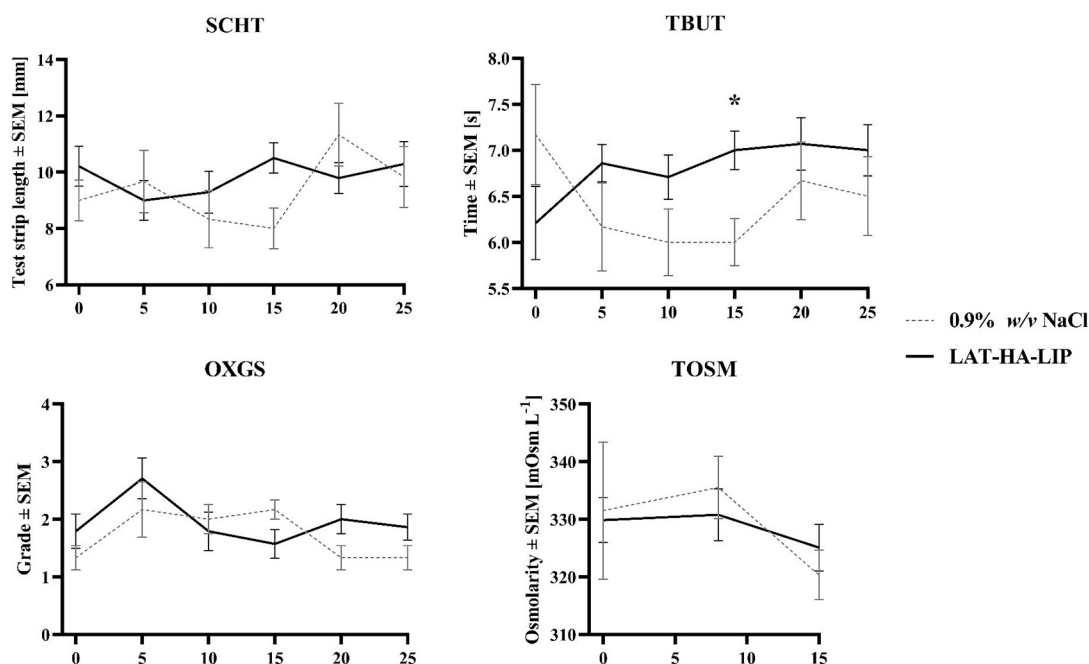 SCHT
Test strip length ± SEM [mm]
14
12
10
8
6
0 5 10 15 20 25
TBUT
Time ± SEM [s]
8.0
7.5
7.0
6.5
6.0
5.5
*
0 5 10 15 20 25
0.9% w/v NaCl
LAT-HA-LIP
OXGS
Grade ± SEM
4
3
2
1
0
0 5 10 15 20 25
TOSM
Osmolarity ± SEM [mOsm L⁻¹]
350
340
330
320
310
0 5 10 15